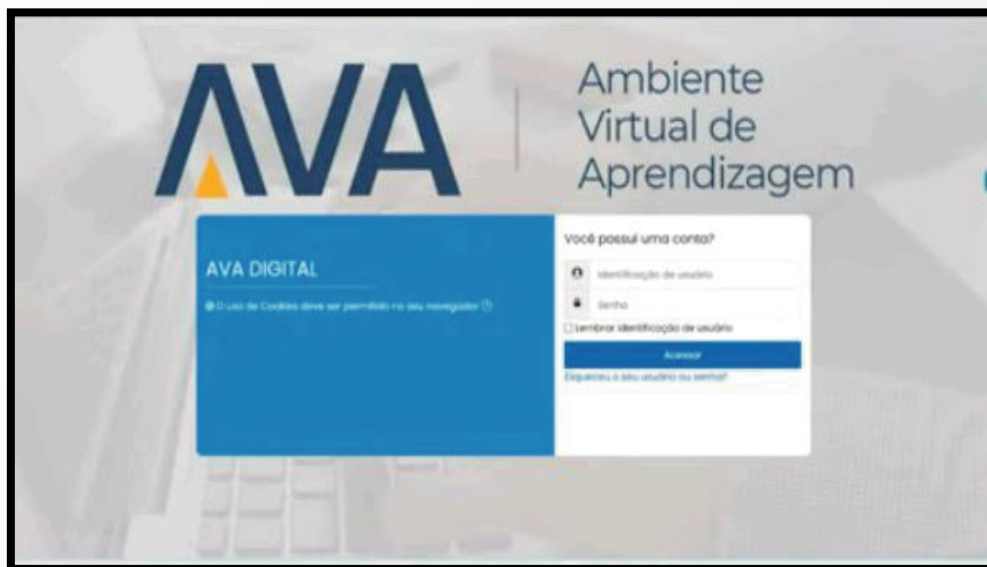 AVA
Ambiente
Virtual de
Aprendizagem
AVA DIGITAL
O uso de Cookies deve ser permitido no seu navegador
Você possui uma conta?
Identificação de usuário
Senha
Lembrar identificação de usuário
Acessar
Esqueceu o seu usuário ou senha?